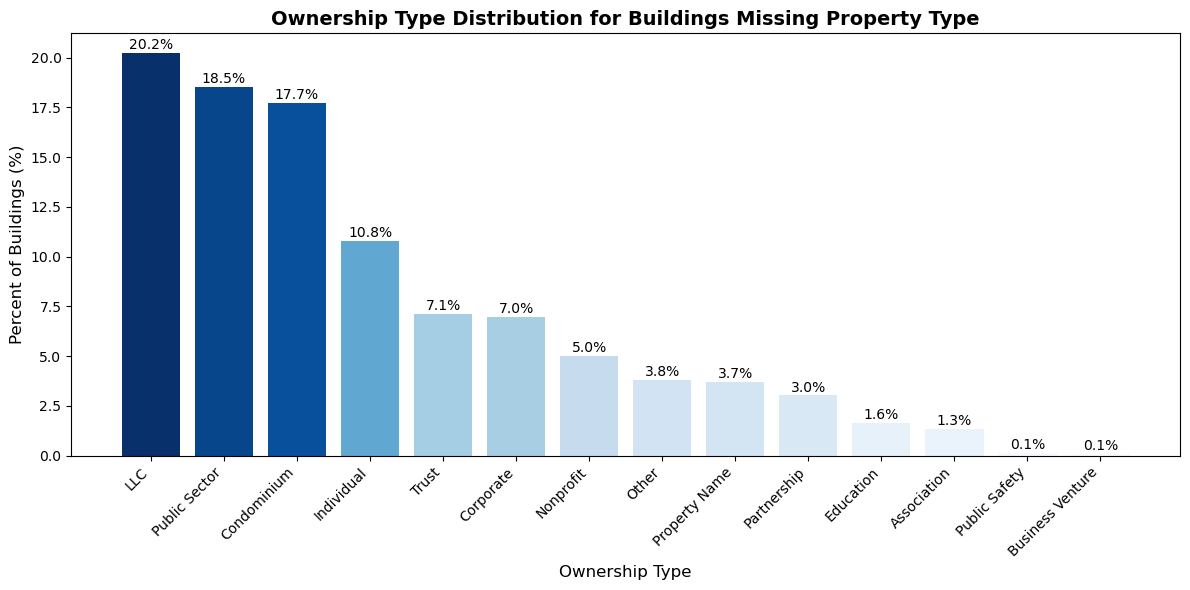 Ownership Type Distribution for Buildings Missing Property Type
Percent of Buildings (%)
20.0
17.5
15.0
12.5
10.0
7.5
5.0
2.5
0.0
20.2%
18.5%
17.7%
10.8%
7.1%
7.0%
5.0%
3.8%
3.7%
3.0%
1.6%
1.3%
0.1%
0.1%
LLC
Public Sector
Condominium
Individual
Trust
Corporate
Nonprofit
Other
Property Name
Partnership
Education
Association
Public Safety
Business Venture
Ownership Type